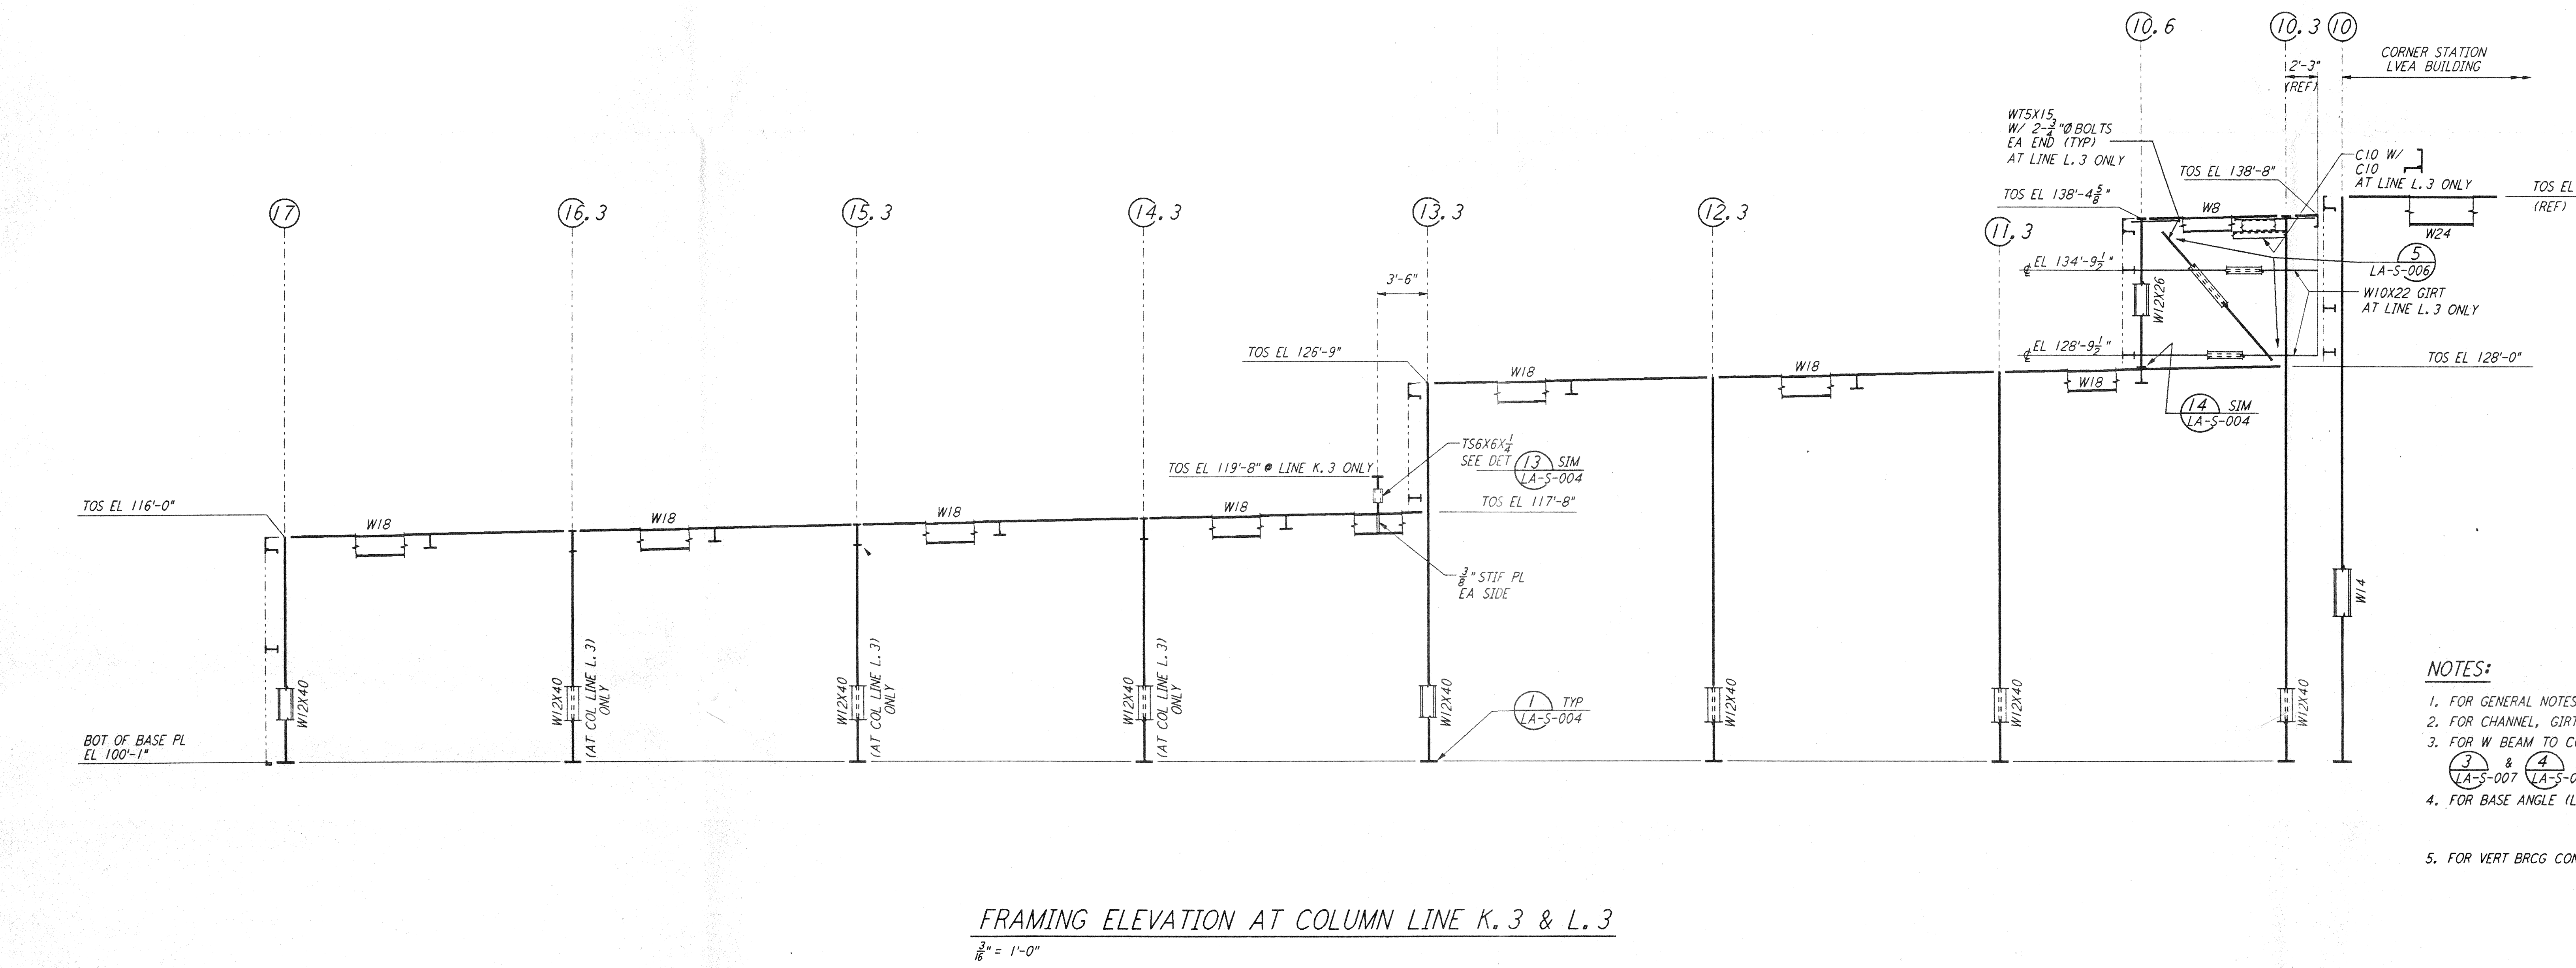 10.6
10.3
10
CORNER STATION
LVEA BUILDING
2'-3"
(REF)
WT5X15
W/ 2-3/4"Ø BOLTS
EA END (TYP)
AT LINE L.3 ONLY
C10 W/
C10
AT LINE L.3 ONLY
TOS EL 138'-8"
TOS EL
(REF)
TOS EL 138'-4 5/8"
W8
W24
17
16.3
15.3
14.3
13.3
12.3
11.3
5
LA-S-006
℄ EL 134'-9 1/2"
3'-6"
W12X26
W10X22 GIRT
AT LINE L.3 ONLY
TOS EL 126'-9"
℄ EL 128'-9 1/2"
TOS EL 128'-0"
W18
W18
W18
14 SIM
LA-S-004
TS6X6X1/4
SEE DET 13 SIM
LA-S-004
TOS EL 119'-8" @ LINE K.3 ONLY
TOS EL 116'-0"
TOS EL 117'-8"
W18
W18
W18
W18
3/8" STIF PL
EA SIDE
W14
W12X40
W12X40
(AT COL LINE L.3)
ONLY
W12X40
(AT COL LINE L.3)
ONLY
W12X40
(AT COL LINE L.3)
ONLY
W12X40
W12X40
W12X40
W12X40
1 TYP
LA-S-004
BOT OF BASE PL
EL 100'-1"
NOTES:
1. FOR GENERAL NOTES
2. FOR CHANNEL, GIRT
3. FOR W BEAM TO
3 & 4
LA-S-007
4. FOR BASE ANGLE
5. FOR VERT BRCG
FRAMING ELEVATION AT COLUMN LINE K.3 & L.3
3/16" = 1'-0"